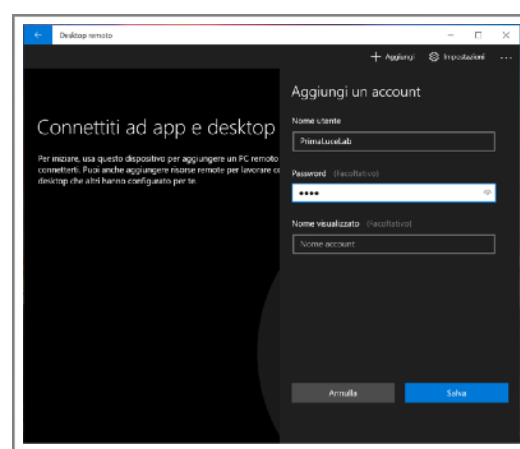 Desktop remoto
Aggiungi
Impostazioni
Aggiungi un account
Connettiti ad app e desktop
Per iniziare, usa questo dispositivo per aggiungere un PC remoto
connetterti. Puoi anche aggiungere risorse remote per lavorare co
desktop che altri hanno configurato per te.
Nome utente
PrimaLuceLab
Password (Facoltativo)
••••
Nome visualizzato (Facoltativo)
Nome account
Annulla
Salva